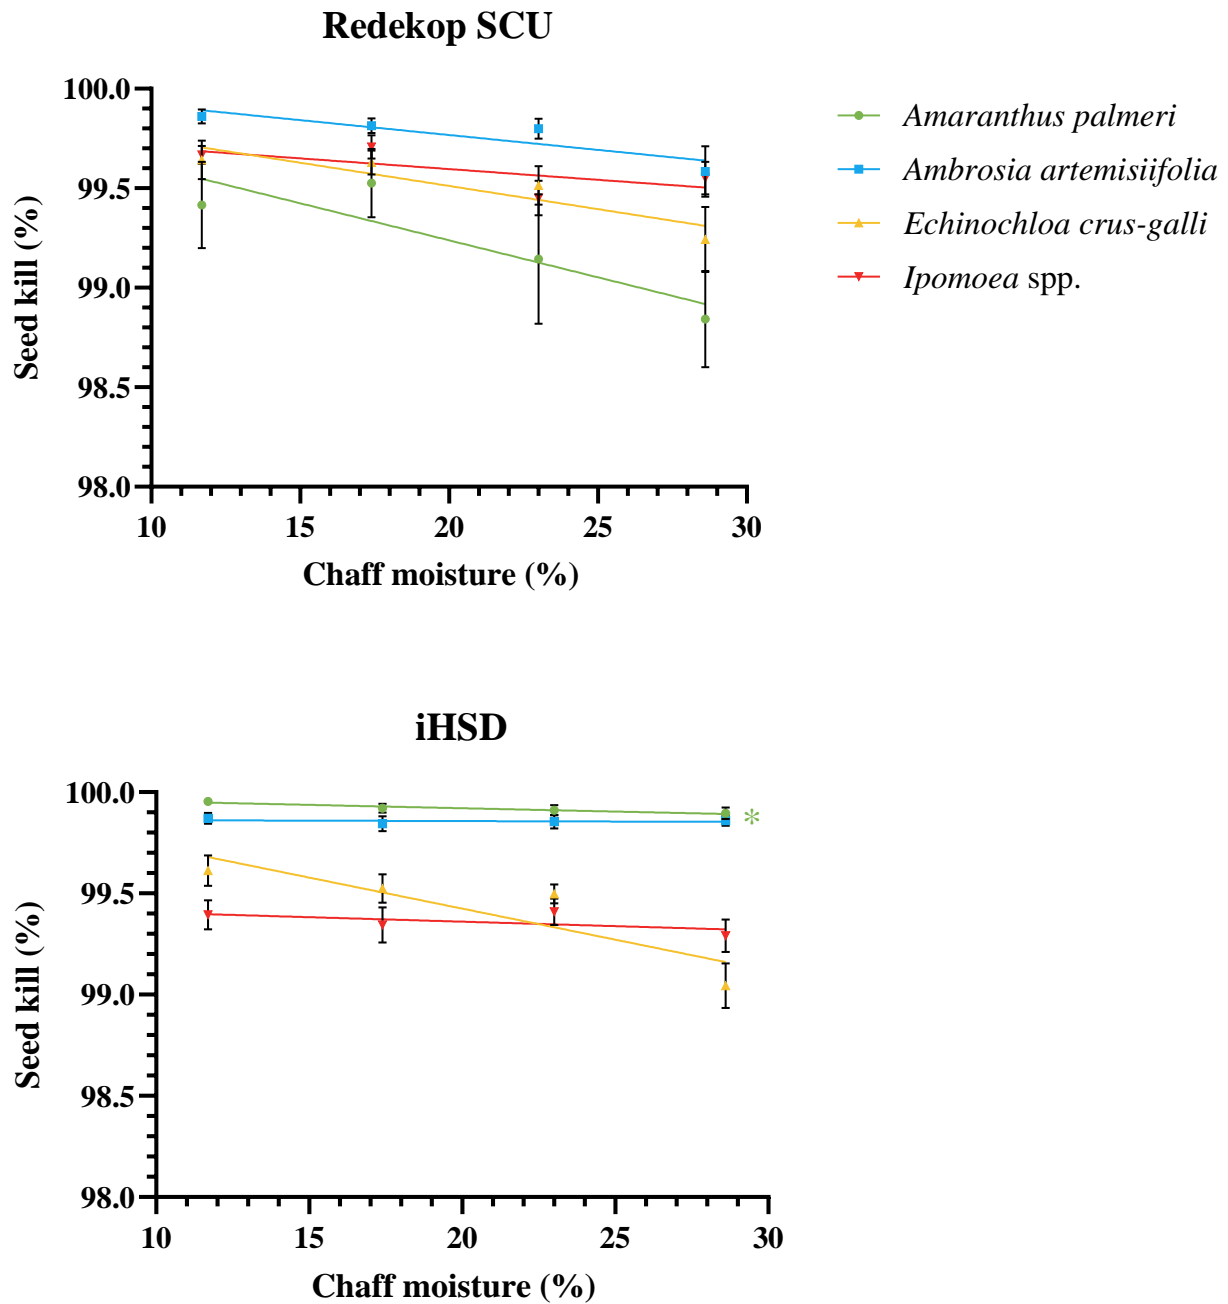 Redekop SCU
100.0
99.5
99.0
98.5
98.0
Seed kill (%)
10 15 20 25 30
Chaff moisture (%)
Amaranthus palmeri
Ambrosia artemisiifolia
Echinochloa crus-galli
Ipomoea spp.
iHSD
100.0
99.5
99.0
98.5
98.0
Seed kill (%)
*
10 15 20 25 30
Chaff moisture (%)